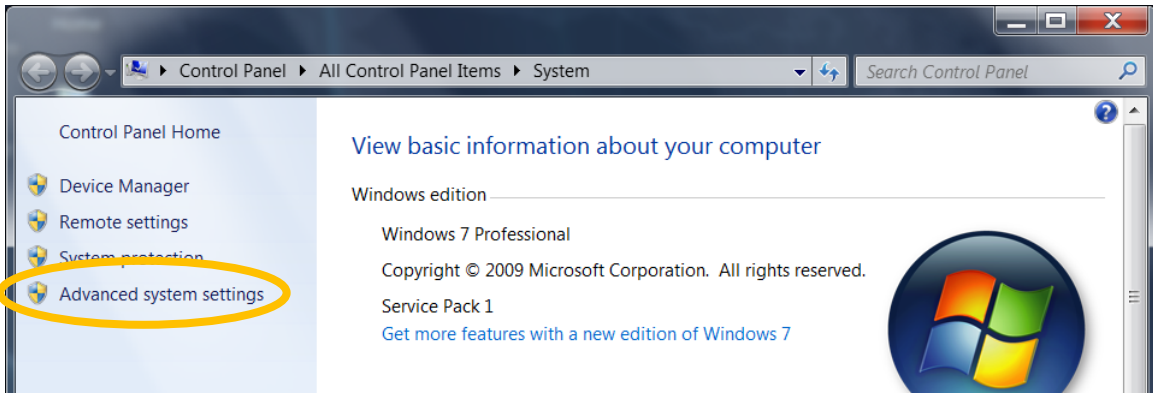 Control Panel All Control Panel Items System Search Control Panel
Control Panel Home
Device Manager
Remote settings
System protection
Advanced system settings
View basic information about your computer
Windows edition
Windows 7 Professional
Copyright © 2009 Microsoft Corporation. All rights reserved.
Service Pack 1
Get more features with a new edition of Windows 7